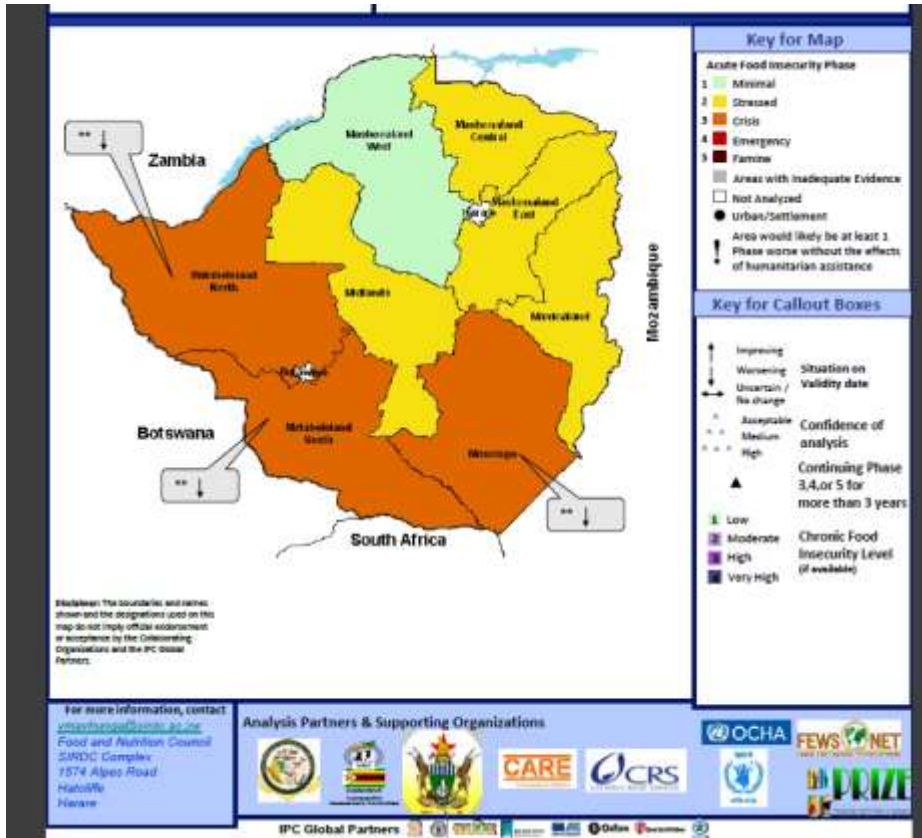 Key for Map
Acute Food Insecurity Phase
1 Minimal
2 Stressed
3 Crisis
4 Emergency
5 Famine
Areas with Inadequate Evidence
Not Analyzed
Urban/Settlement
! Area would likely be at least 1
Phase worse without the effects
of humanitarian assistance
Key for Callout Boxes
Improving
Worsening
Uncertain /
No change
Situation on
Validity date
Acceptable
Medium
High
Confidence of
analysis
Continuing Phase
3,4,or 5 for
more than 3 years
1 Low
2 Moderate
3 High
Very High
Chronic Food
Insecurity Level
(if available)
**
Zambia
Mashonaland
West
Mashonaland
Central
Mashonaland
East
Matabeleland
North
Midlands
Manicaland
Mozambique
Botswana
Matabeleland
South
Masvingo
**
**
South Africa
Disclaimer: The boundaries and names
shown and the designations used on this
map do not imply official endorsement
or acceptance by the Collaborating
Organizations and the IPC Global
Partners.
For more information, contact
Food and Nutrition Council
SIRDC Complex
1574 Alpes Road
Hatcliffe
Harare
Analysis Partners & Supporting Organizations
CARE
CRS
OCHA
FEWS NET
PRIZE
IPC Global Partners
Oxfam